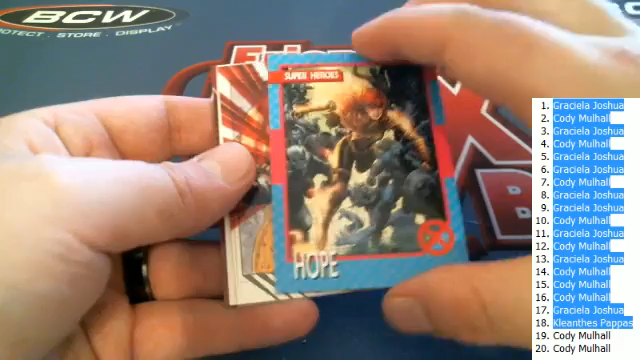 BCW
PROTECT . STORE . DISPLAY
SUPER HEROES
HOPE
1. Graciela Joshua
2. Cody Mulhall
3. Graciela Joshua
4. Cody Mulhall
5. Graciela Joshua
6. Graciela Joshua
7. Cody Mulhall
8. Graciela Joshua
9. Graciela Joshua
10. Cody Mulhall
11. Graciela Joshua
12. Cody Mulhall
13. Graciela Joshua
14. Cody Mulhall
15. Cody Mulhall
16. Cody Mulhall
17. Graciela Joshua
18. Kleanthes Pappas
19. Cody Mulhall
20. Cody Mulhall